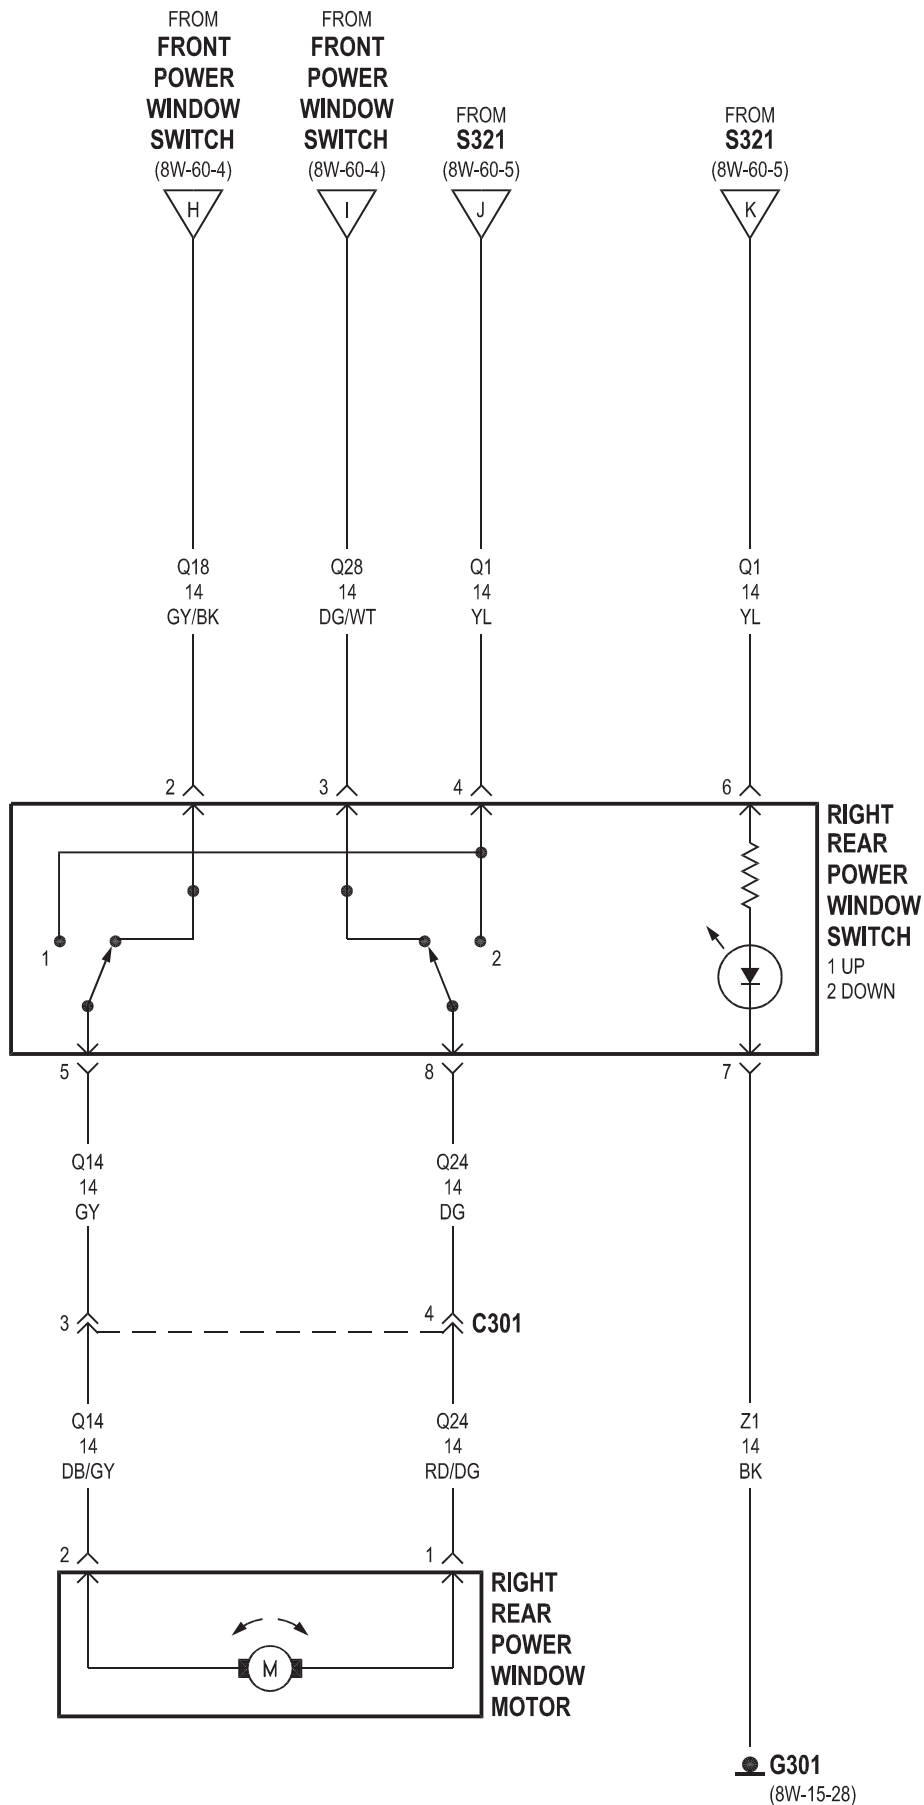 FROM
FRONT
POWER
WINDOW
SWITCH
(8W-60-4)
H
FROM
FRONT
POWER
WINDOW
SWITCH
(8W-60-4)
I
FROM
S321
(8W-60-5)
J
FROM
S321
(8W-60-5)
K
Q18
14
GY/BK
Q28
14
DG/WT
Q1
14
YL
Q1
14
YL
2
3
4
6
RIGHT
REAR
POWER
WINDOW
SWITCH
1 UP
2 DOWN
1
2
5
8
7
Q14
14
GY
Q24
14
DG
3
4
C301
Q14
14
DB/GY
Q24
14
RD/DG
Z1
14
BK
2
1
RIGHT
REAR
POWER
WINDOW
MOTOR
M
G301
(8W-15-28)